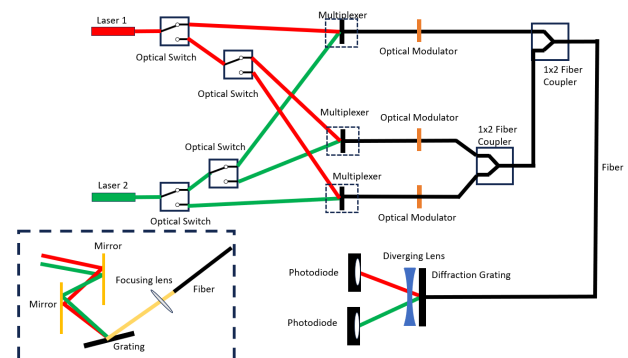 Laser 1
Optical Switch
Optical Switch
Multiplexer
Optical Modulator
1x2 Fiber
Coupler
Multiplexer
Optical Modulator
1x2 Fiber
Coupler
Optical Switch
Multiplexer
Optical Modulator
Laser 2
Optical Switch
Fiber
Mirror
Focusing lens
Fiber
Mirror
Grating
Diverging Lens
Photodiode
Diffraction Grating
Photodiode